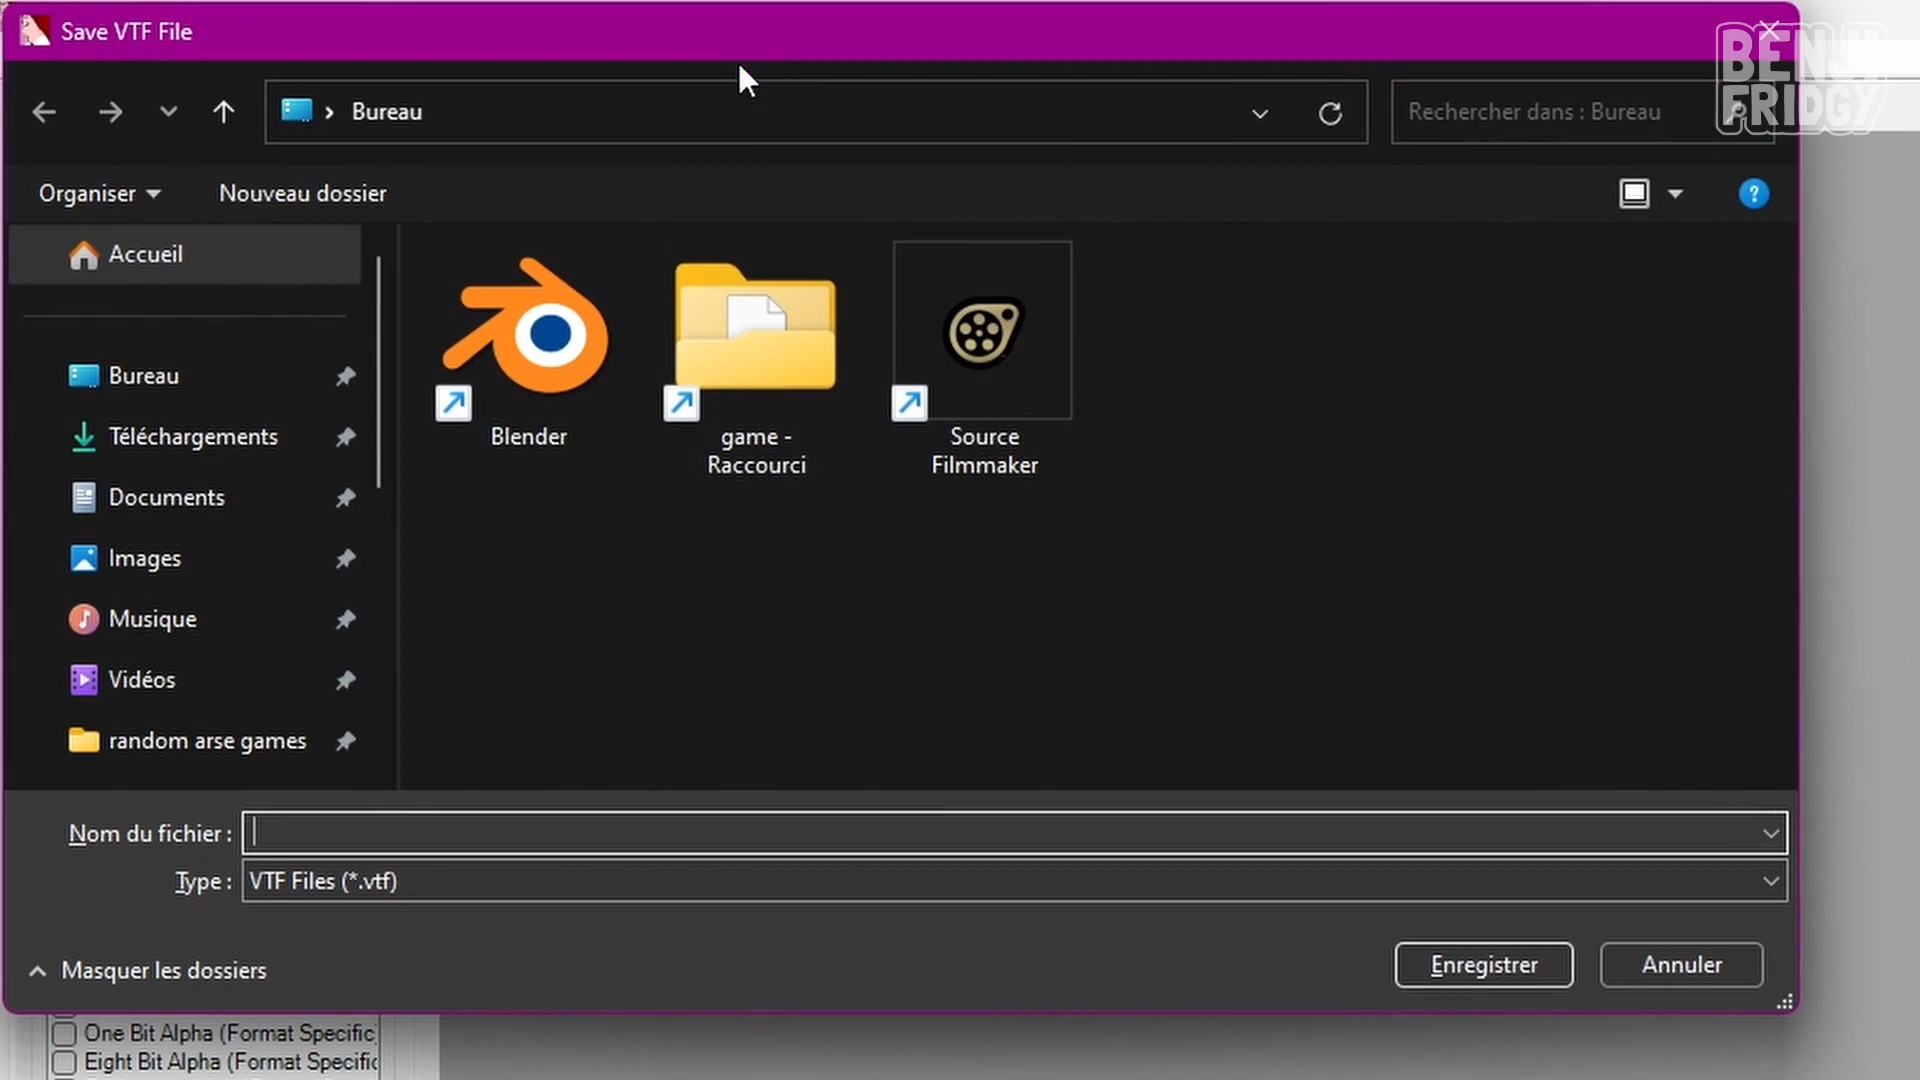 Save VTF File
BENJI
FRIDGY
Bureau
Rechercher dans : Bureau
Organiser
Nouveau dossier
Accueil
Bureau
Téléchargements
Documents
Images
Musique
Vidéos
random arse games
Blender
game -
Raccourci
Source
Filmmaker
Nom du fichier :
Type :
VTF Files (*.vtf)
Masquer les dossiers
Enregistrer
Annuler
One Bit Alpha (Format Specific)
Eight Bit Alpha (Format Specific